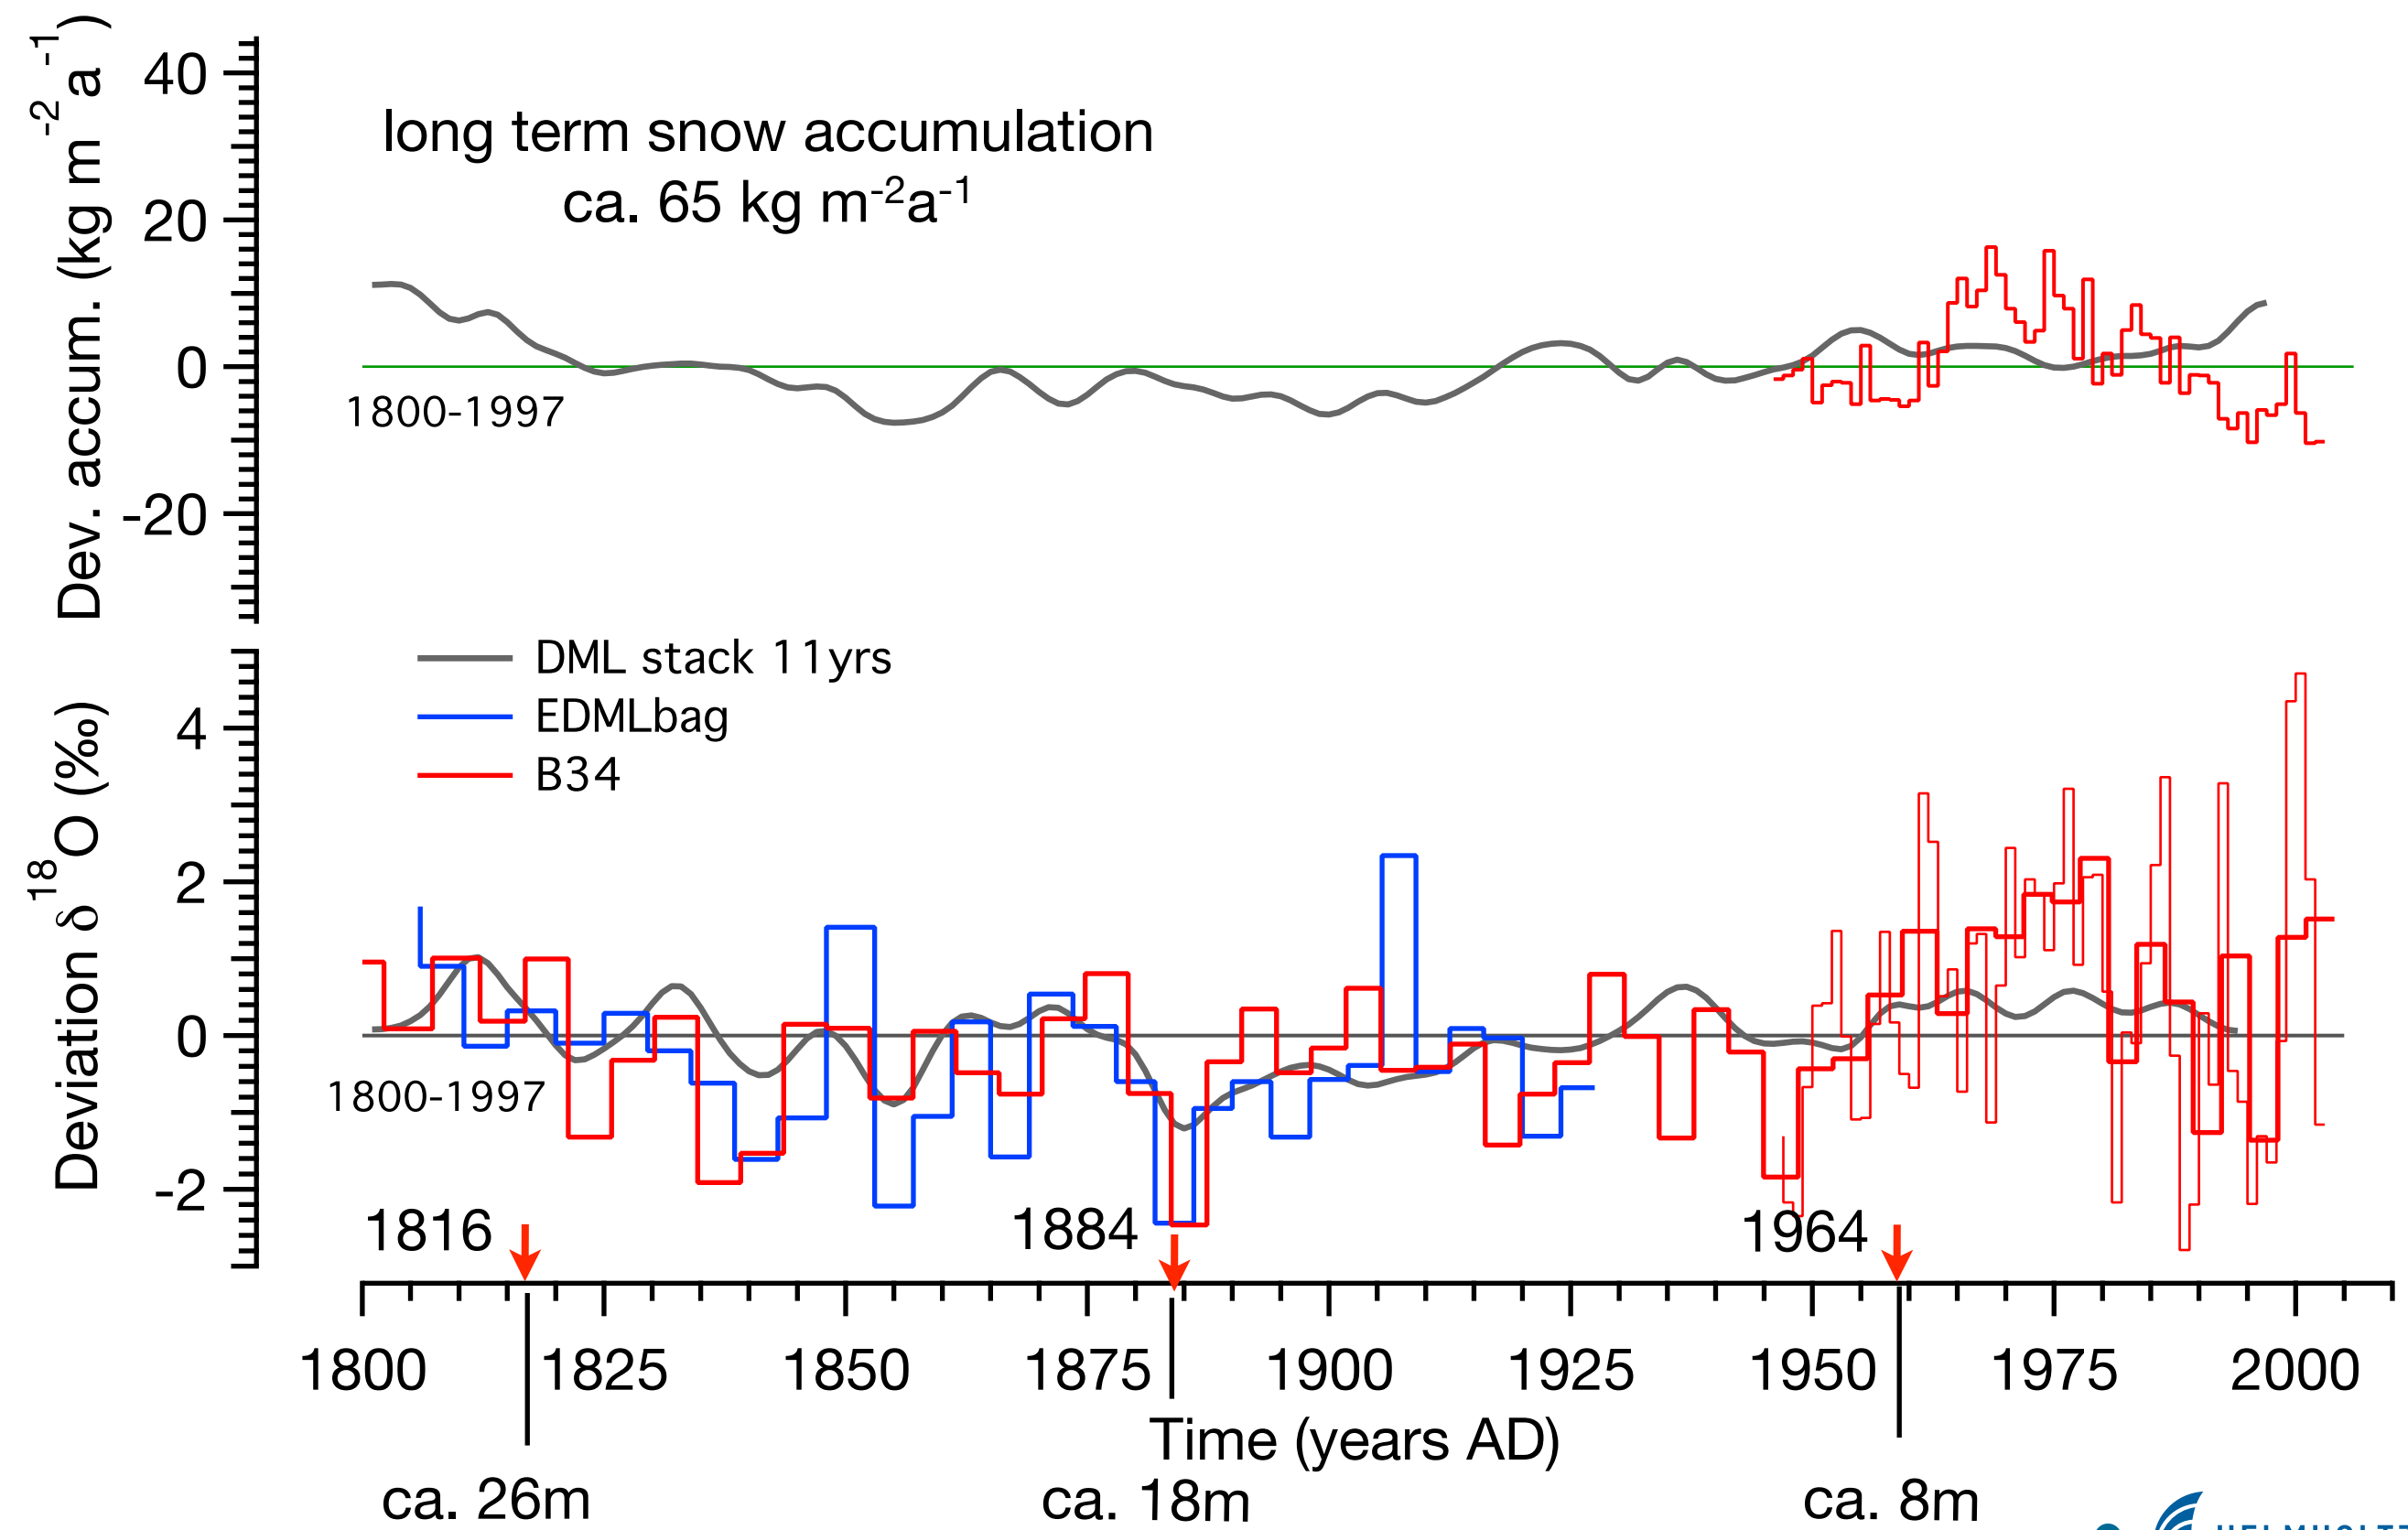 Dev. accum. (kg m⁻² a⁻¹)
40
20
0
-20
long term snow accumulation
ca. 65 kg m⁻²a⁻¹
1800-1997
Deviation δ¹⁸O (‰)
4
2
0
-2
DML stack 11yrs
EDMLbag
B34
1800-1997
1816
1884
1964
1800 1825 1850 1875 1900 1925 1950 1975 2000
Time (years AD)
ca. 26m
ca. 18m
ca. 8m